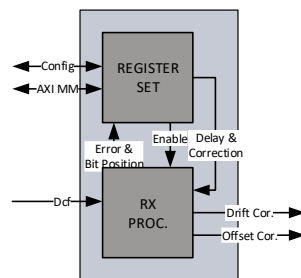 Config
AXI MM
REGISTER
SET
Error &
Bit Position
Enable
Delay &
Correction
Dcf
RX
PROC.
Drift Cor.
Offset Cor.